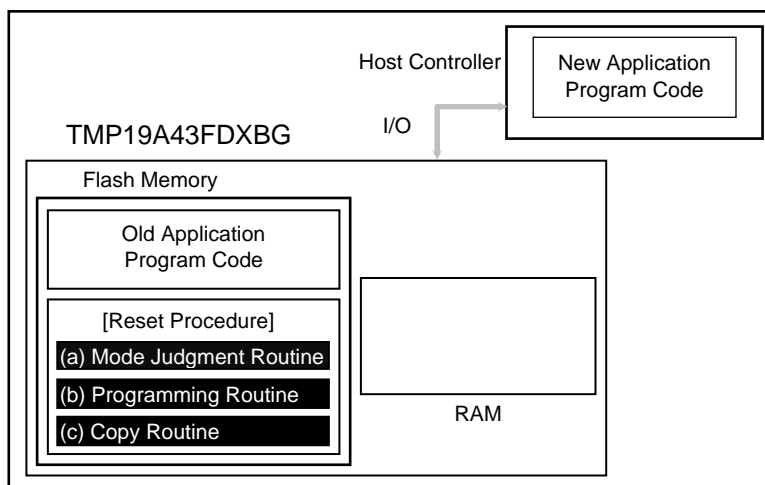 Host Controller
New Application
Program Code
I/O
TMP19A43FDXBG
Flash Memory
Old Application
Program Code
[Reset Procedure]
(a) Mode Judgment Routine
(b) Programming Routine
(c) Copy Routine
RAM